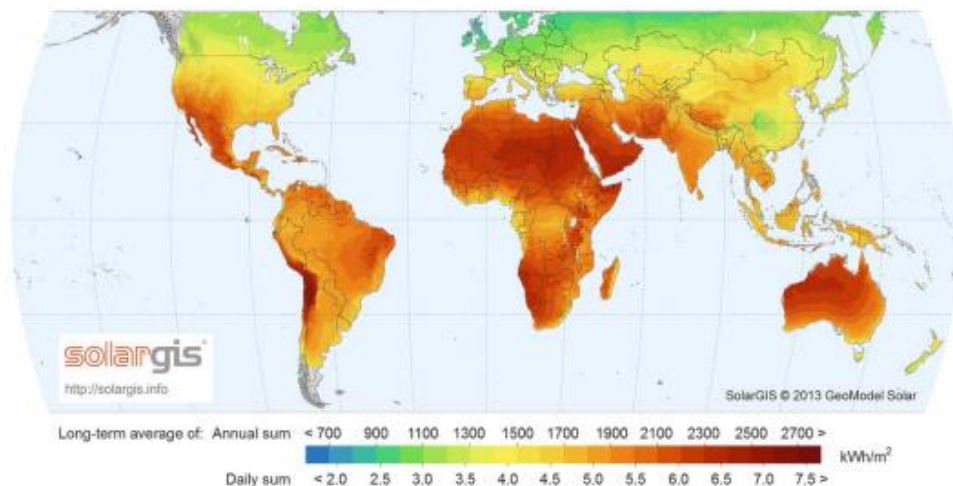 solargis
http://solargis.info
SolarGIS © 2013 GeoModel Solar
Long-term average of: Annual sum < 700 900 1100 1300 1500 1700 1900 2100 2300 2500 2700 >
kWh/m²
Daily sum < 2.0 2.5 3.0 3.5 4.0 4.5 5.0 5.5 6.0 6.5 7.0 7.5 >